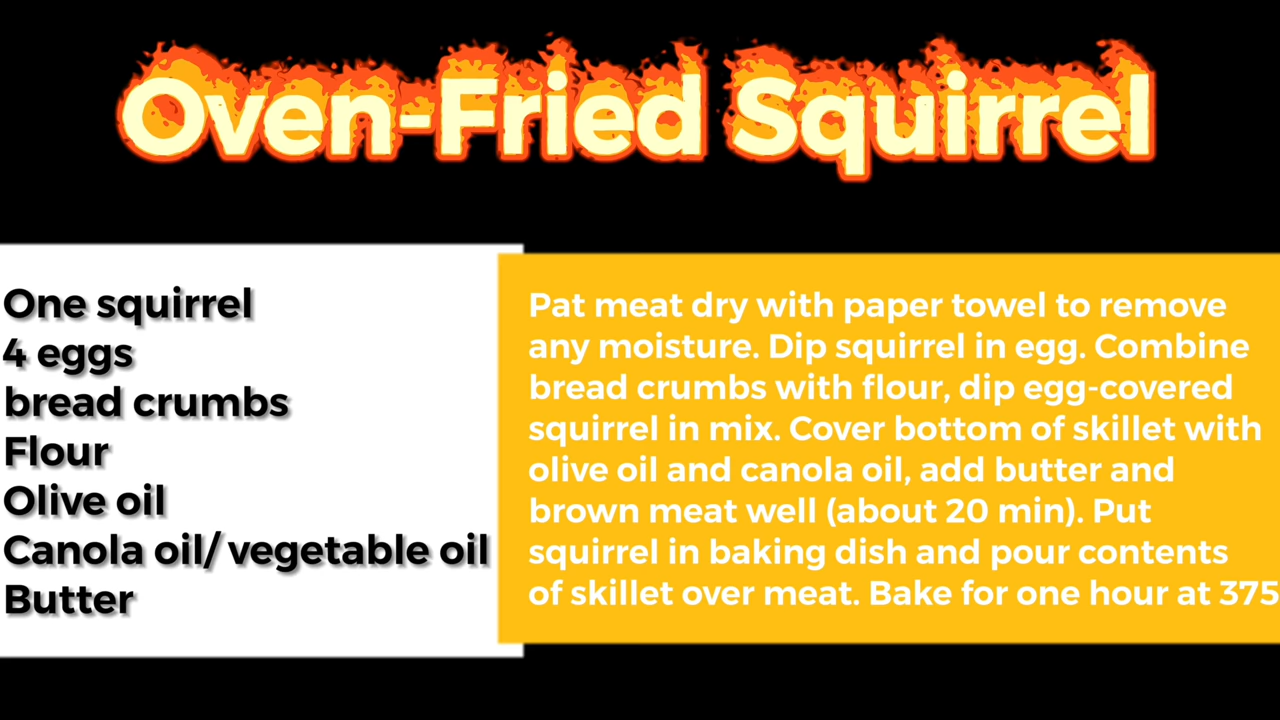 Oven-Fried Squirrel
One squirrel
4 eggs
bread crumbs
Flour
Olive oil
Canola oil/ vegetable oil
Butter
Pat meat dry with paper towel to remove
any moisture. Dip squirrel in egg. Combine
bread crumbs with flour, dip egg-covered
squirrel in mix. Cover bottom of skillet with
olive oil and canola oil, add butter and
brown meat well (about 20 min). Put
squirrel in baking dish and pour contents
of skillet over meat. Bake for one hour at 375